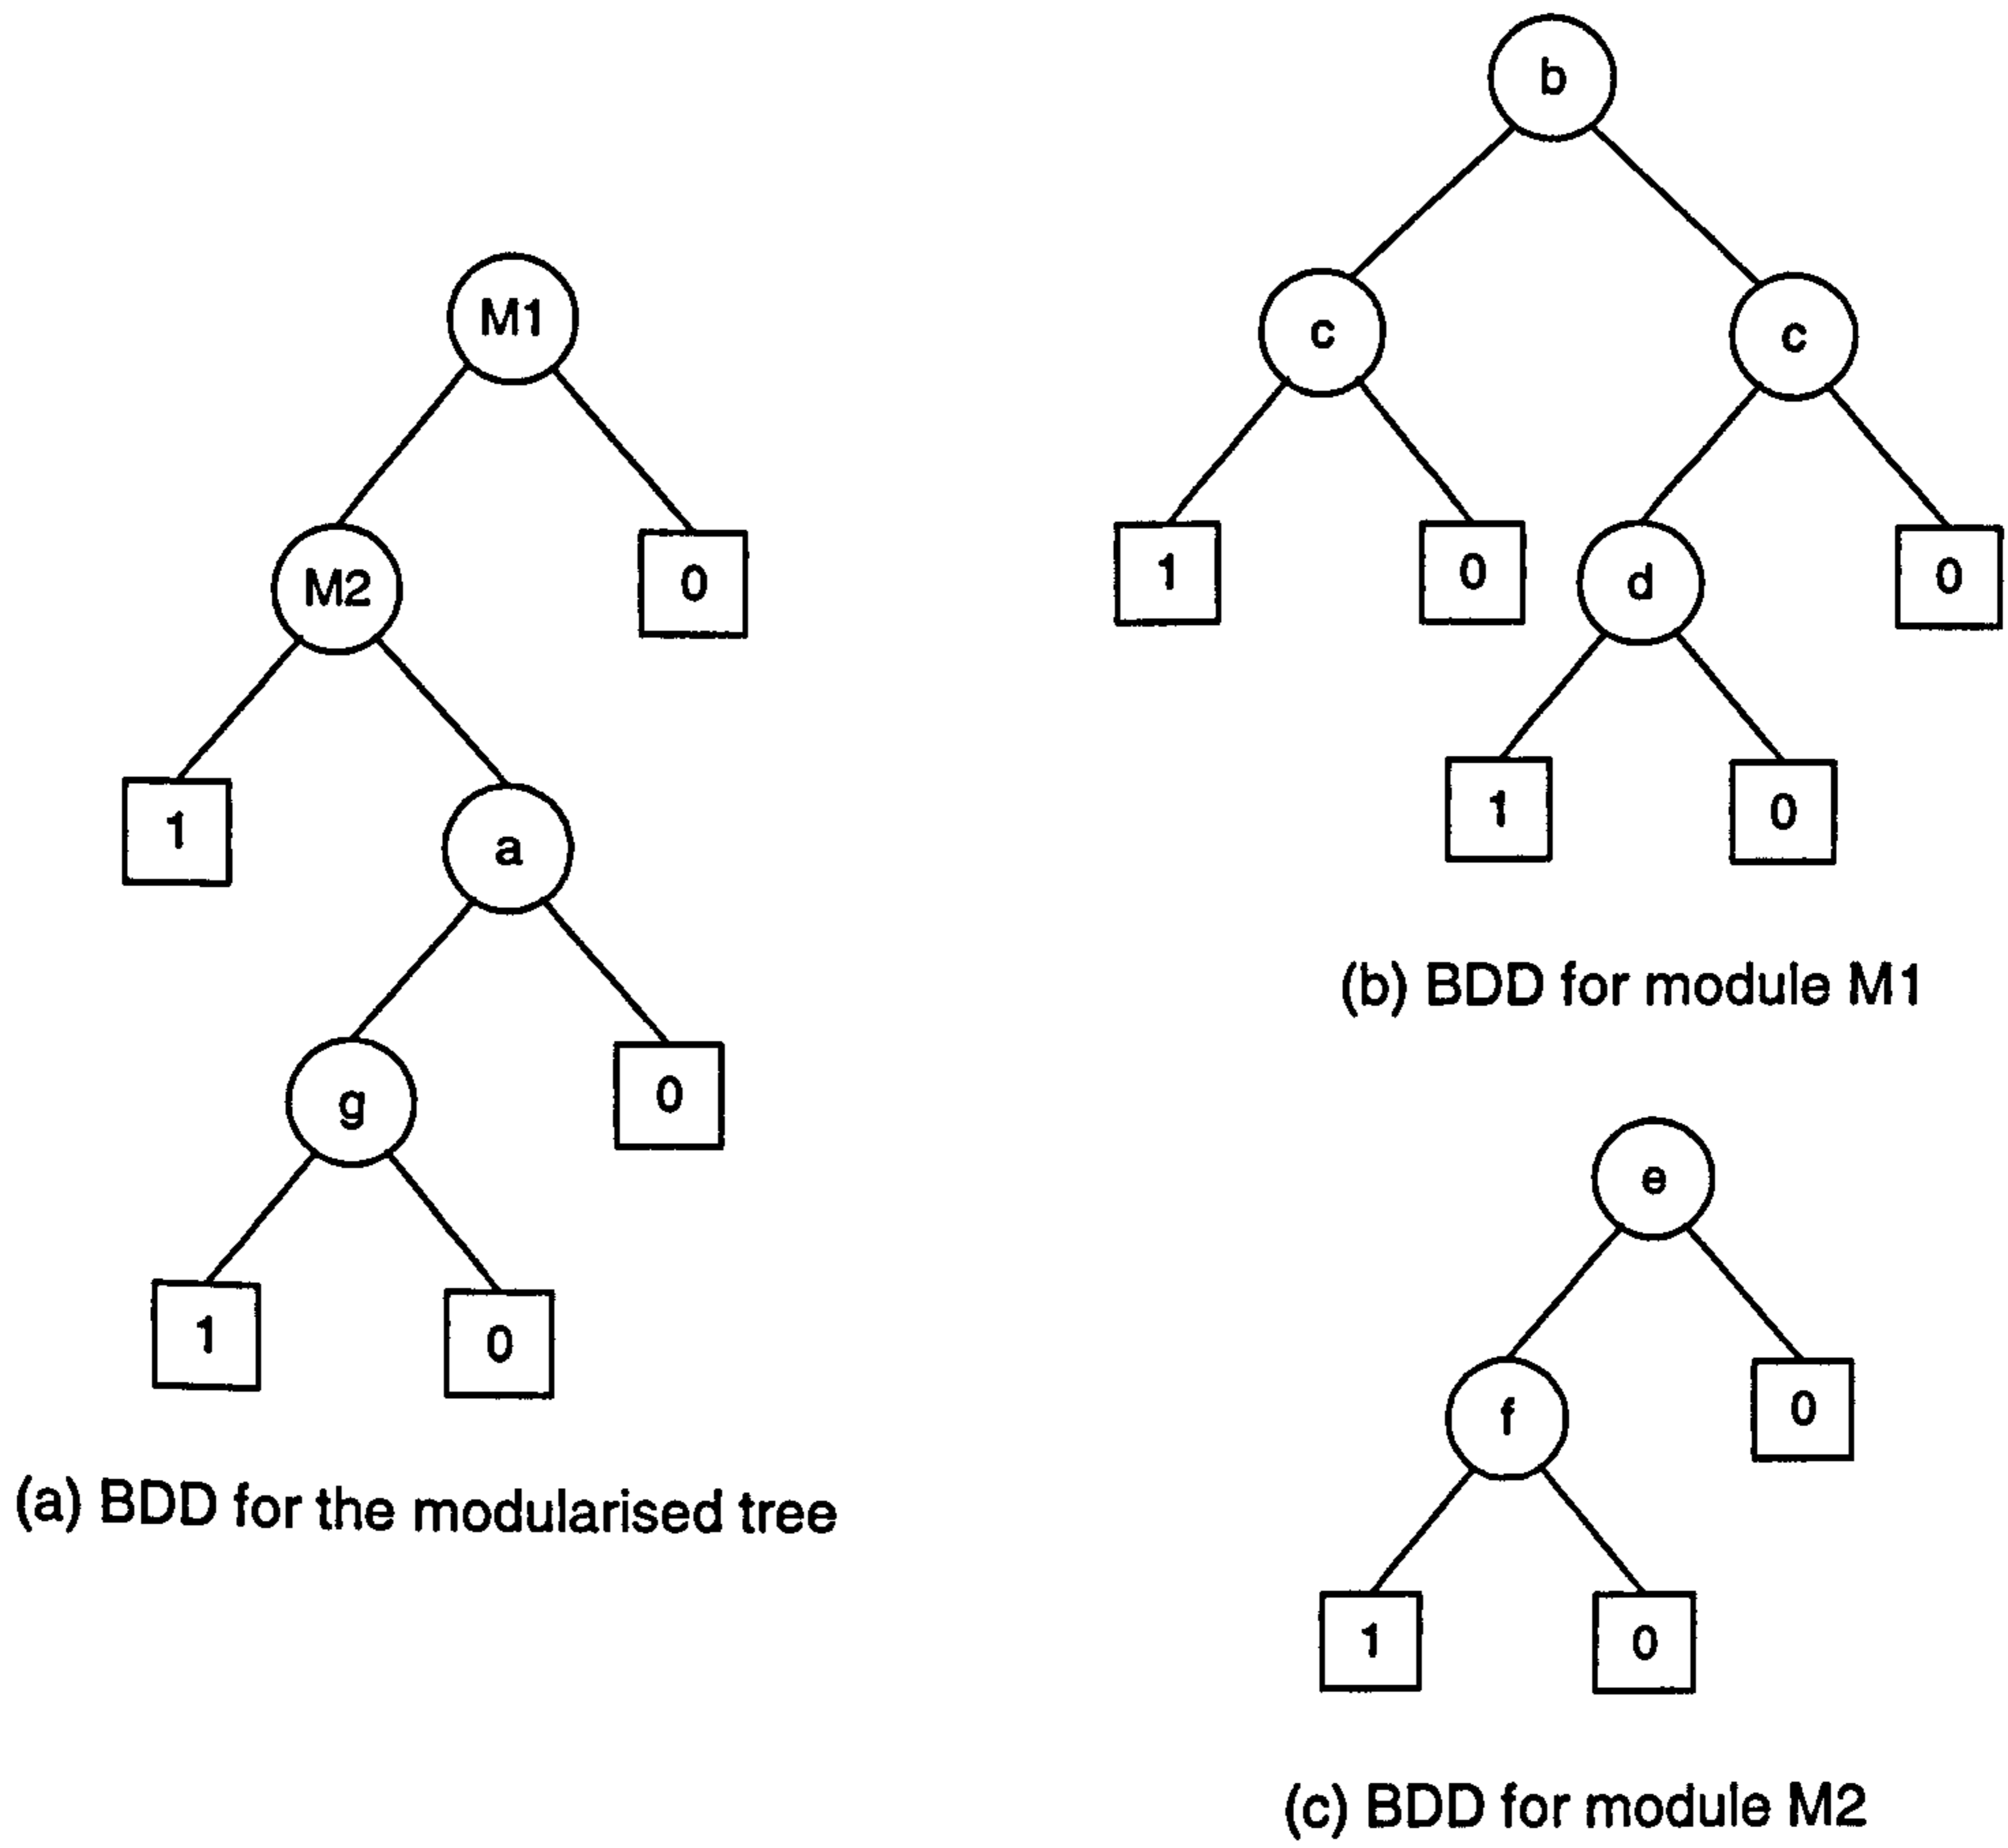 M1
M2
0
1
a
g
0
1
0
(a) BDD for the modularised tree
b
c
c
1
0
d
0
1
0
(b) BDD for module M1
e
f
0
1
0
(c) BDD for module M2